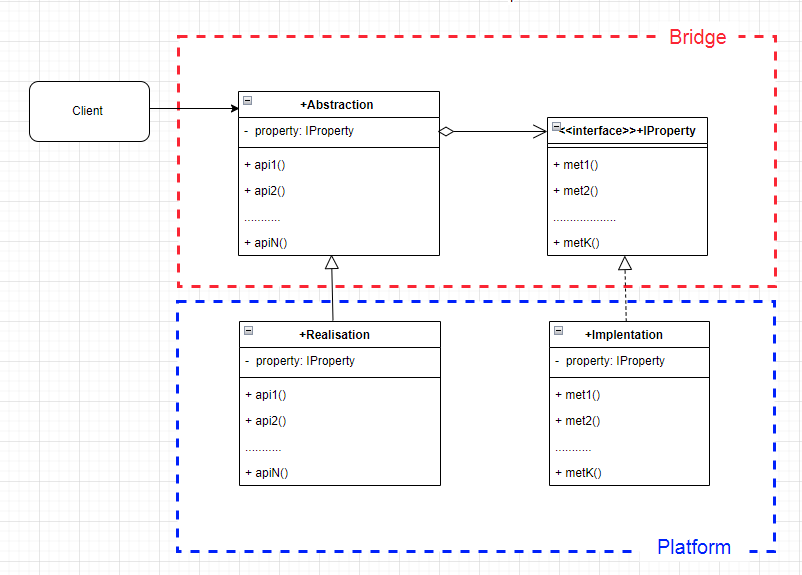 Bridge
Client
+Abstraction
- property: IProperty
+ api1()
+ api2()
...........
+ apiN()
<<interface>>+IProperty
+ met1()
+ met2()
...................
+ metK()
+Realisation
- property: IProperty
+ api1()
+ api2()
...........
+ apiN()
+Implentation
- property: IProperty
+ met1()
+ met2()
...........
+ metK()
Platform